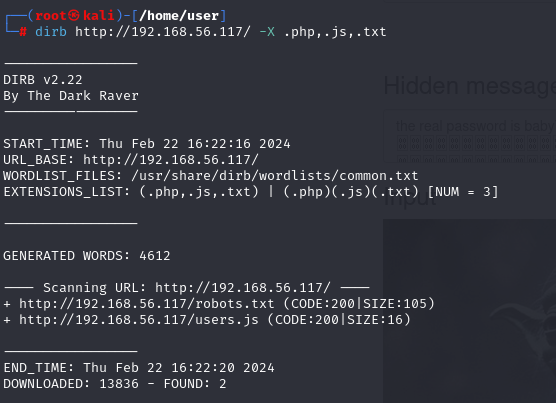 ┌──(root㉿kali)-[/home/user]
└─# dirb http://192.168.56.117/ -X .php,.js,.txt
-----------------
DIRB v2.22
By The Dark Raver
-----------------
START_TIME: Thu Feb 22 16:22:16 2024
URL_BASE: http://192.168.56.117/
WORDLIST_FILES: /usr/share/dirb/wordlists/common.txt
EXTENSIONS_LIST: (.php,.js,.txt) | (.php)(.js)(.txt) [NUM = 3]
-----------------
GENERATED WORDS: 4612
---- Scanning URL: http://192.168.56.117/ ----
+ http://192.168.56.117/robots.txt (CODE:200|SIZE:105)
+ http://192.168.56.117/users.js (CODE:200|SIZE:16)
-----------------
END_TIME: Thu Feb 22 16:22:20 2024
DOWNLOADED: 13836 - FOUND: 2
Hidden message
the real password is
Input